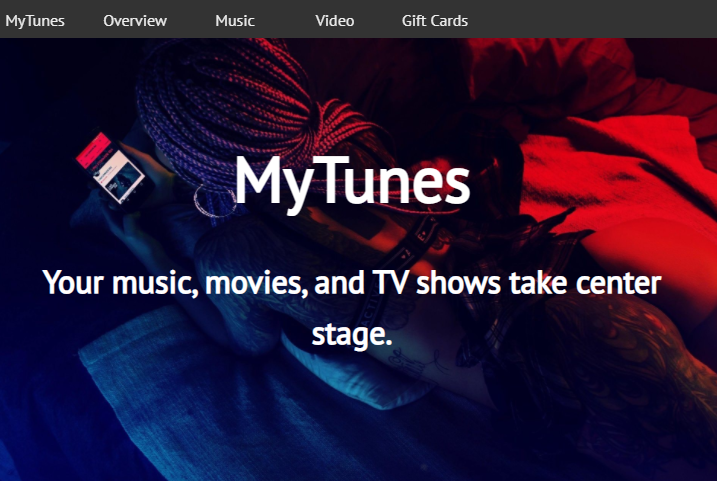 MyTunes Overview Music Video Gift Cards
MyTunes
Your music, movies, and TV shows take center
stage.